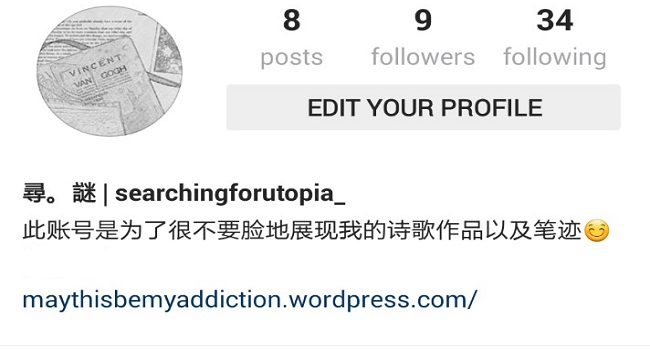 8 9 34
posts followers following
EDIT YOUR PROFILE
VINCENT
VAN GOGH
尋。謎 | searchingforutopia_
此账号是为了很不要脸地展现我的诗歌作品以及笔迹😊
maythisbemyaddiction.wordpress.com/